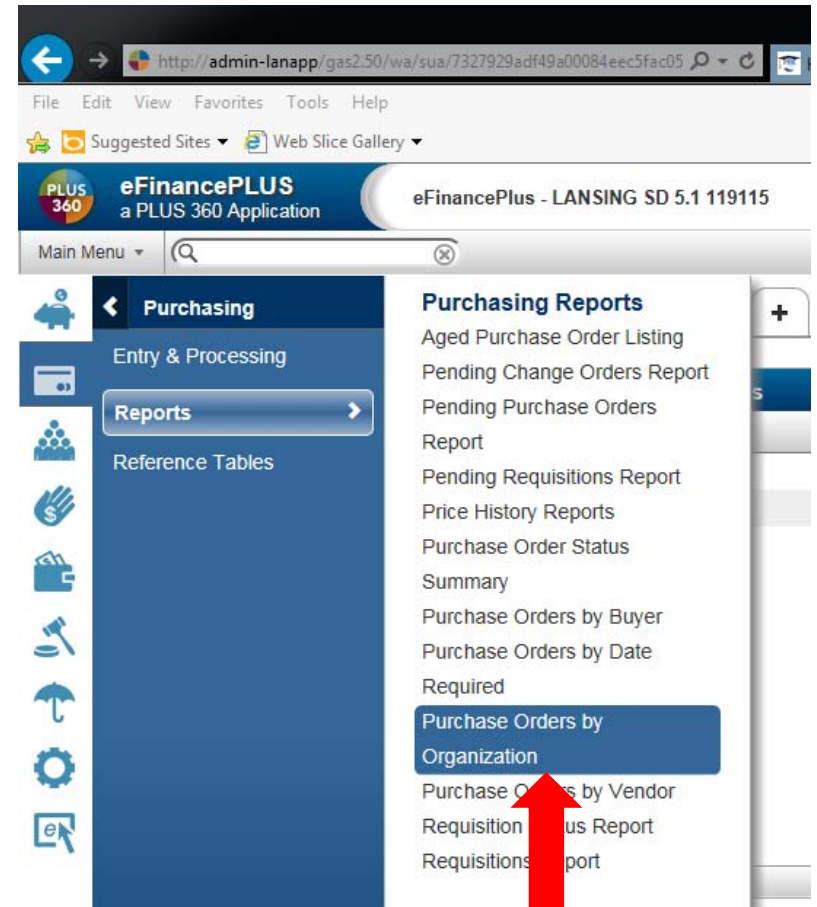 http://admin-lanapp/gas2.50/wa/sua/7327929adf49a00084eec5fac05
File Edit View Favorites Tools Help
Suggested Sites Web Slice Gallery
PLUS 360
eFinancePLUS
a PLUS 360 Application
eFinancePlus - LANSING SD 5.1 119115
Main Menu
Purchasing
Entry & Processing
Reports
Reference Tables
Purchasing Reports
Aged Purchase Order Listing
Pending Change Orders Report
Pending Purchase Orders
Report
Pending Requisitions Report
Price History Reports
Purchase Order Status
Summary
Purchase Orders by Buyer
Purchase Orders by Date
Required
Purchase Orders by
Organization
Purchase by Vendor
Requisition Report
Requisitions
+
s